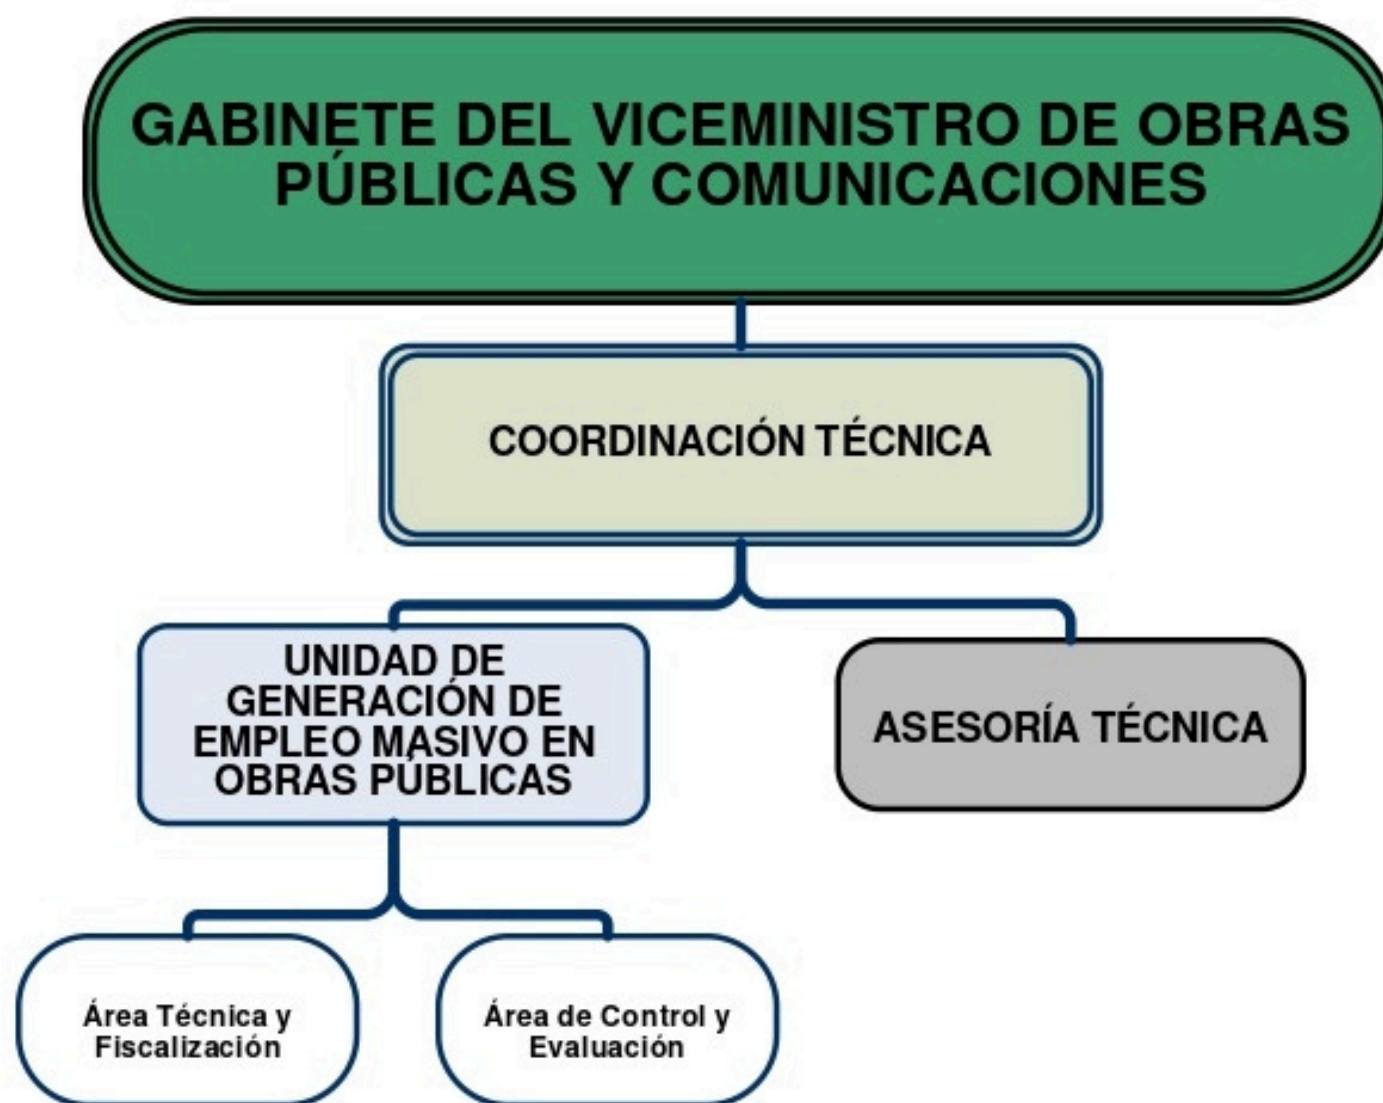 GABINETE DEL VICEMINISTRO DE OBRAS
PÚBLICAS Y COMUNICACIONES
COORDINACIÓN TÉCNICA
UNIDAD DE
GENERACIÓN DE
EMPLEO MASIVO EN
OBRAS PÚBLICAS
ASESORÍA TÉCNICA
Área Técnica y
Fiscalización
Área de Control y
Evaluación